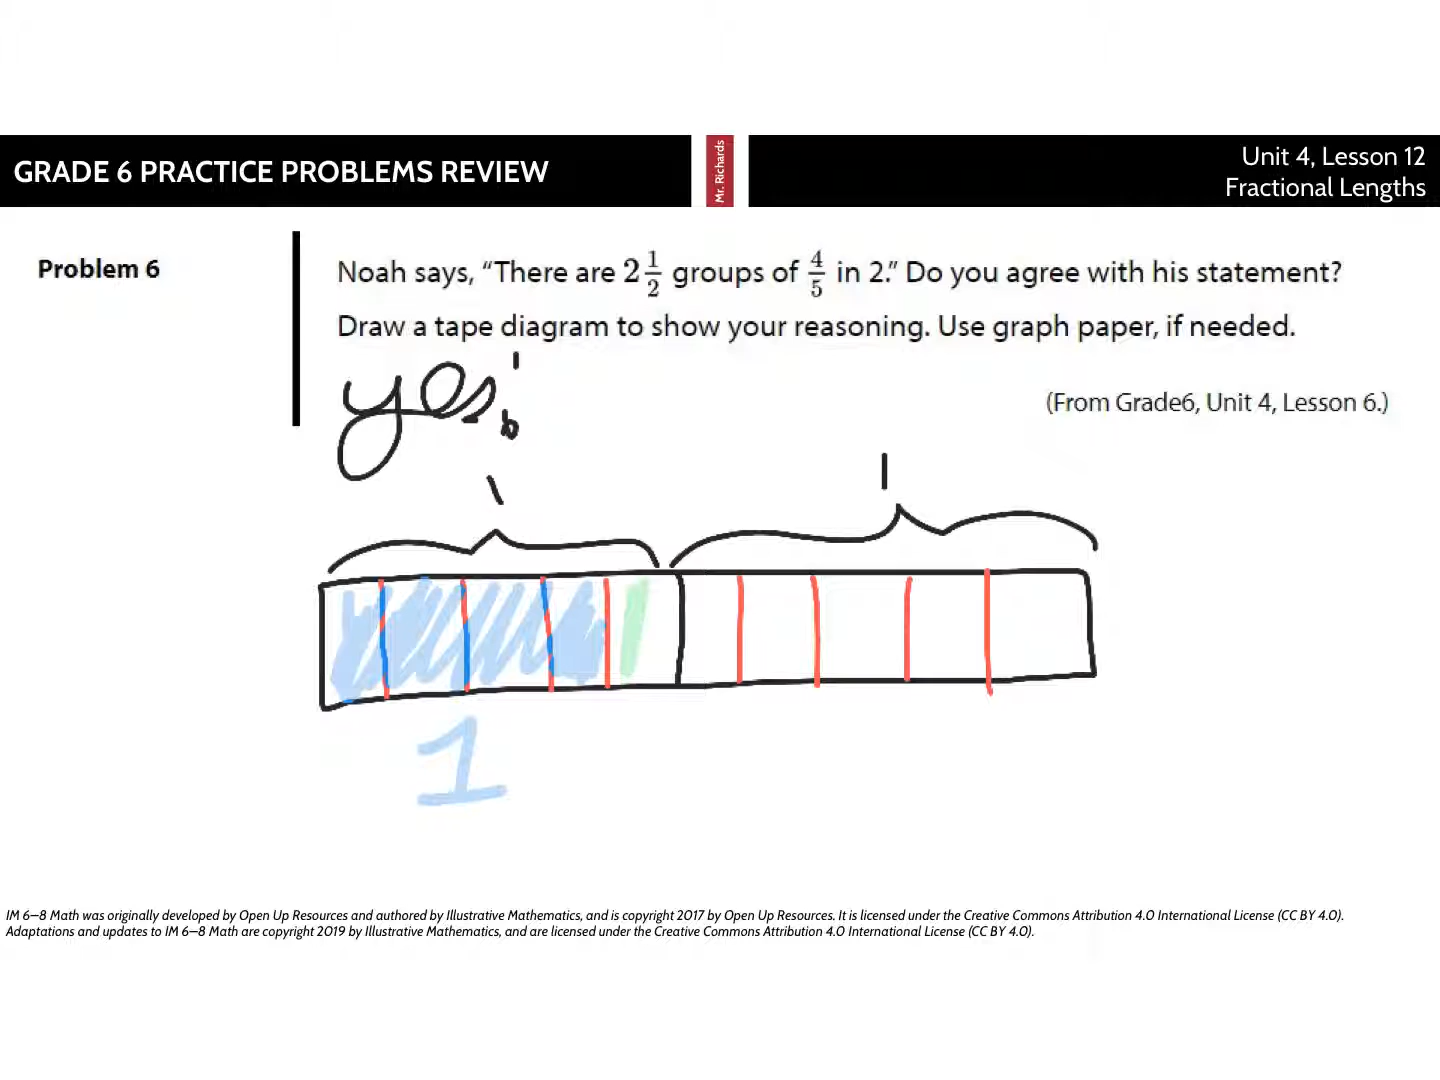 GRADE 6 PRACTICE PROBLEMS REVIEW
Mr. Richards
Unit 4, Lesson 12
Fractional Lengths
Problem 6
Noah says, “There are 2 1/2 groups of 4/5 in 2.” Do you agree with his statement?
Draw a tape diagram to show your reasoning. Use graph paper, if needed.
yes!
(From Grade6, Unit 4, Lesson 6.)
1
1
1
IM 6–8 Math was originally developed by Open Up Resources and authored by Illustrative Mathematics, and is copyright 2017 by Open Up Resources. It is licensed under the Creative Commons Attribution 4.0 International License (CC BY 4.0).
Adaptations and updates to IM 6–8 Math are copyright 2019 by Illustrative Mathematics, and are licensed under the Creative Commons Attribution 4.0 International License (CC BY 4.0).